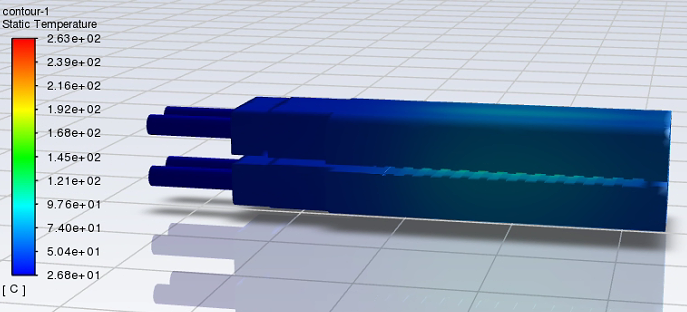 contour-1
Static Temperature
2.63e+02
2.39e+02
2.16e+02
1.92e+02
1.68e+02
1.45e+02
1.21e+02
9.76e+01
7.40e+01
5.04e+01
2.68e+01
[ C ]